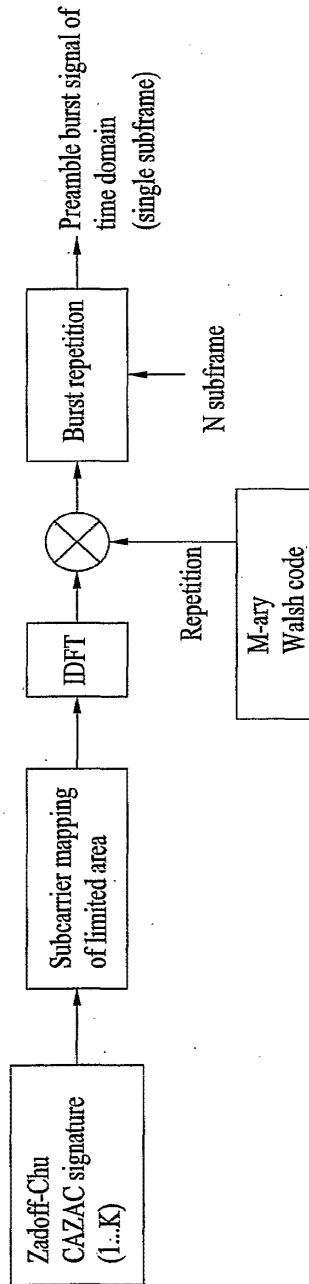 Zadoff-Chu
CAZAC signature
(1...K)
Subcarrier mapping
of limited area
IDFT
Repetition
M-ary
Walsh code
Burst repetition
N subframe
Preamble burst signal of
time domain
(single subframe)